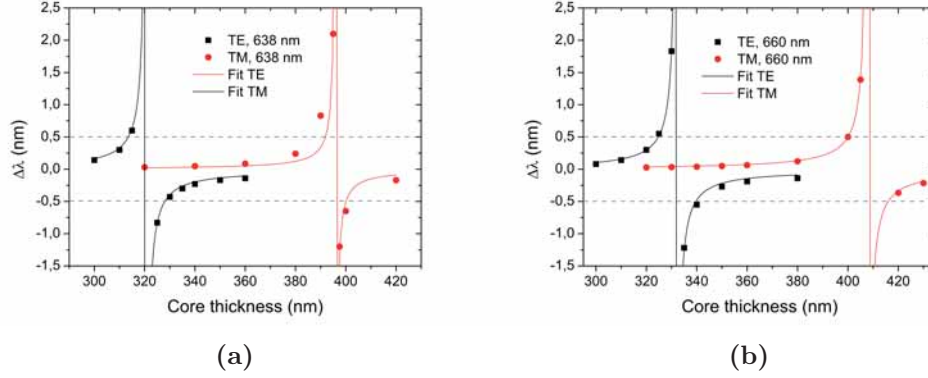 2,5
2,0
1,5
1,0
0,5
0,0
-0,5
-1,0
-1,5
Δλ (nm)
TE, 638 nm
TM, 638 nm
Fit TE
Fit TM
300 320 340 360 380 400 420
Core thickness (nm)
(a)
2,5
2,0
1,5
1,0
0,5
0,0
-0,5
-1,0
-1,5
Δλ (nm)
TE, 660 nm
TM, 660 nm
Fit TE
Fit TM
300 320 340 360 380 400 420
Core thickness (nm)
(b)